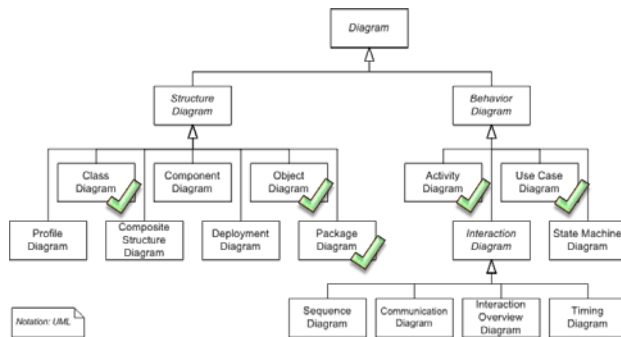 Diagram
Structure
Diagram
Behavior
Diagram
Class
Diagram
Component
Diagram
Object
Diagram
Activity
Diagram
Use Case
Diagram
Profile
Diagram
Composite
Structure
Diagram
Deployment
Diagram
Package
Diagram
Interaction
Diagram
State Machine
Diagram
Sequence
Diagram
Communication
Diagram
Interaction
Overview
Diagram
Timing
Diagram
Notation: UML